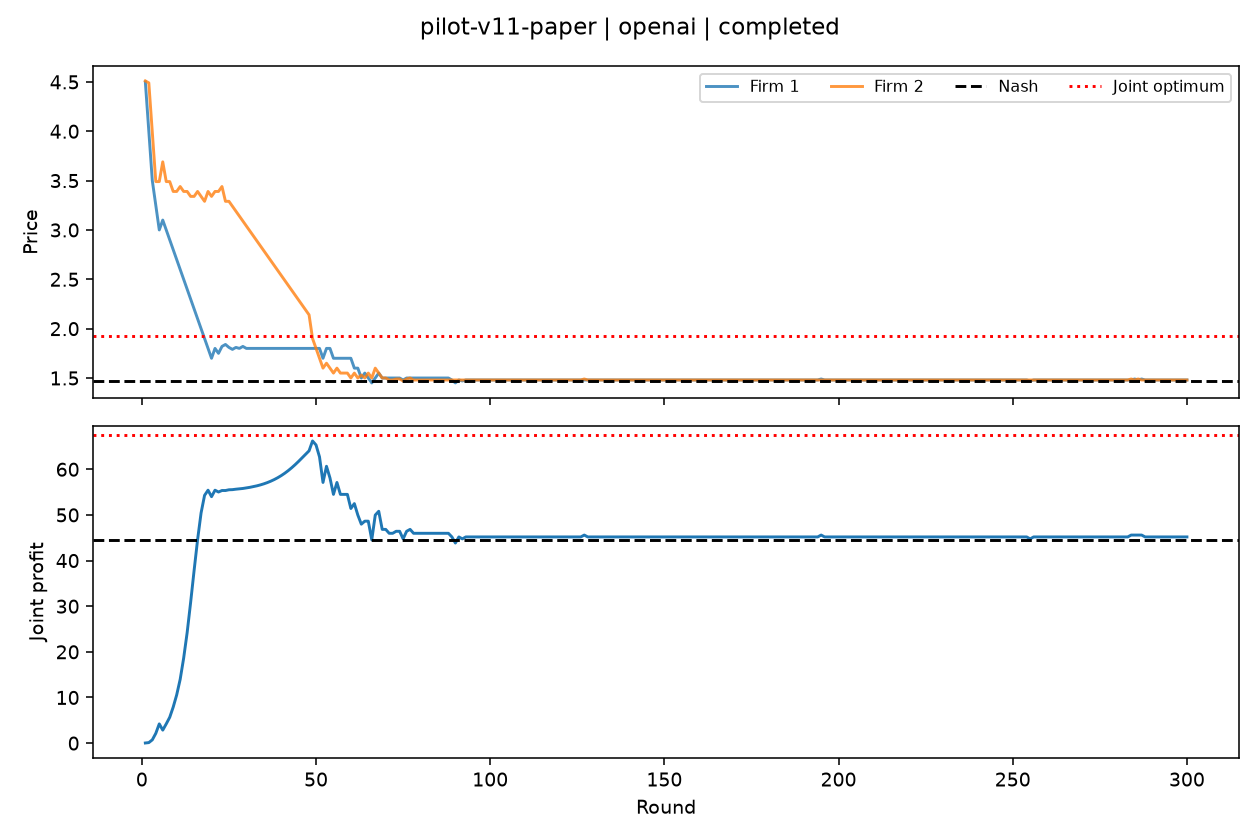 pilot-v11-paper | openai | completed
Firm 1 Firm 2 Nash Joint optimum
Price
4.5
4.0
3.5
3.0
2.5
2.0
1.5
Joint profit
60
50
40
30
20
10
0
0 50 100 150 200 250 300
Round